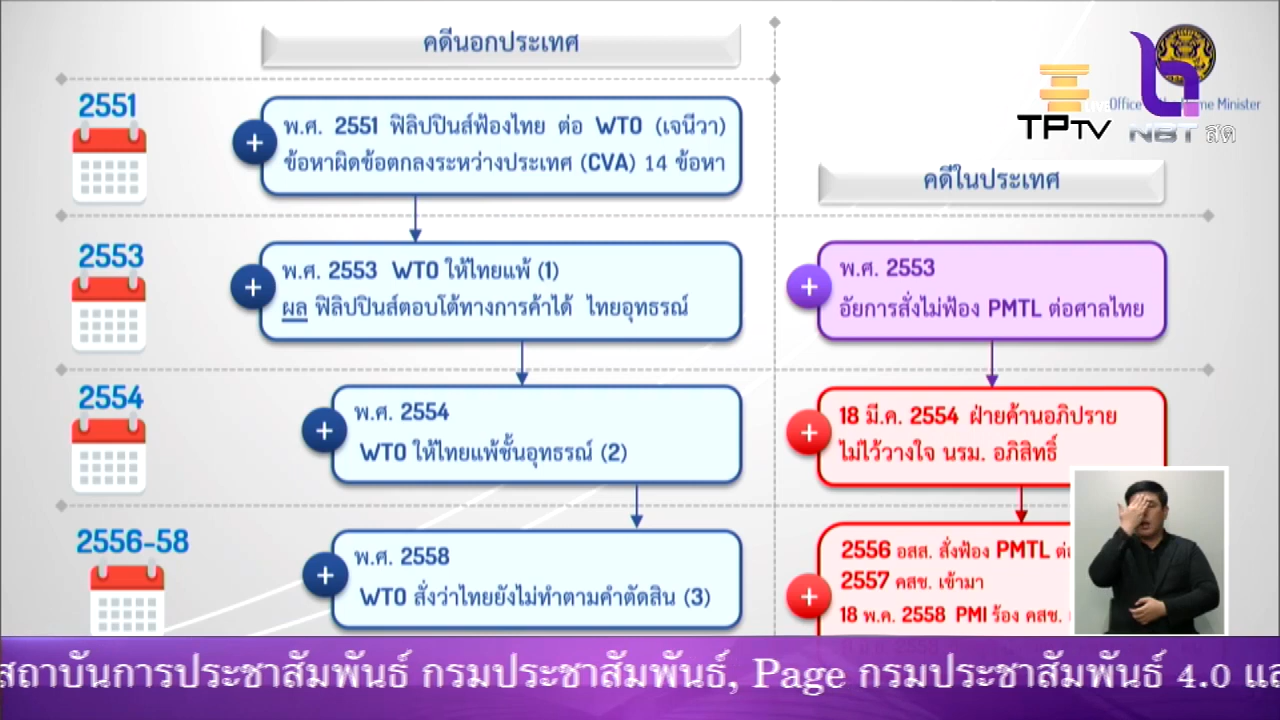 คดีนอกประเทศ
2551
พ.ศ. 2551 ฟิลิปปินส์ฟ้องไทย ต่อ WTO (เจนีวา)
ข้อหาผิดข้อตกลงระหว่างประเทศ (CVA) 14 ข้อหา
Office
me Minister
TPTV
NBT สด
คดีในประเทศ
2553
พ.ศ. 2553 WTO ให้ไทยแพ้ (1)
ผล ฟิลิปปินส์ตอบโต้ทางการค้าได้ ไทยอุทธรณ์
พ.ศ. 2553
อัยการสั่งไม่ฟ้อง PMTL ต่อศาลไทย
2554
พ.ศ. 2554
WTO ให้ไทยแพ้ชั้นอุทธรณ์ (2)
18 มี.ค. 2554 ฝ่ายค้านอภิปราย
ไม่ไว้วางใจ นรม. อภิสิทธิ์
2556-58
พ.ศ. 2558
WTO สั่งว่าไทยยังไม่ทำตามคำตัดสิน (3)
2556 อสส. สั่งฟ้อง PMTL
2557 คสช. เข้ามา
18 พ.ค. 2558 PMI ร้อง คสช.
สถาบันการประชาสัมพันธ์ กรมประชาสัมพันธ์, Page กรมประชาสัมพันธ์ 4.0 แล